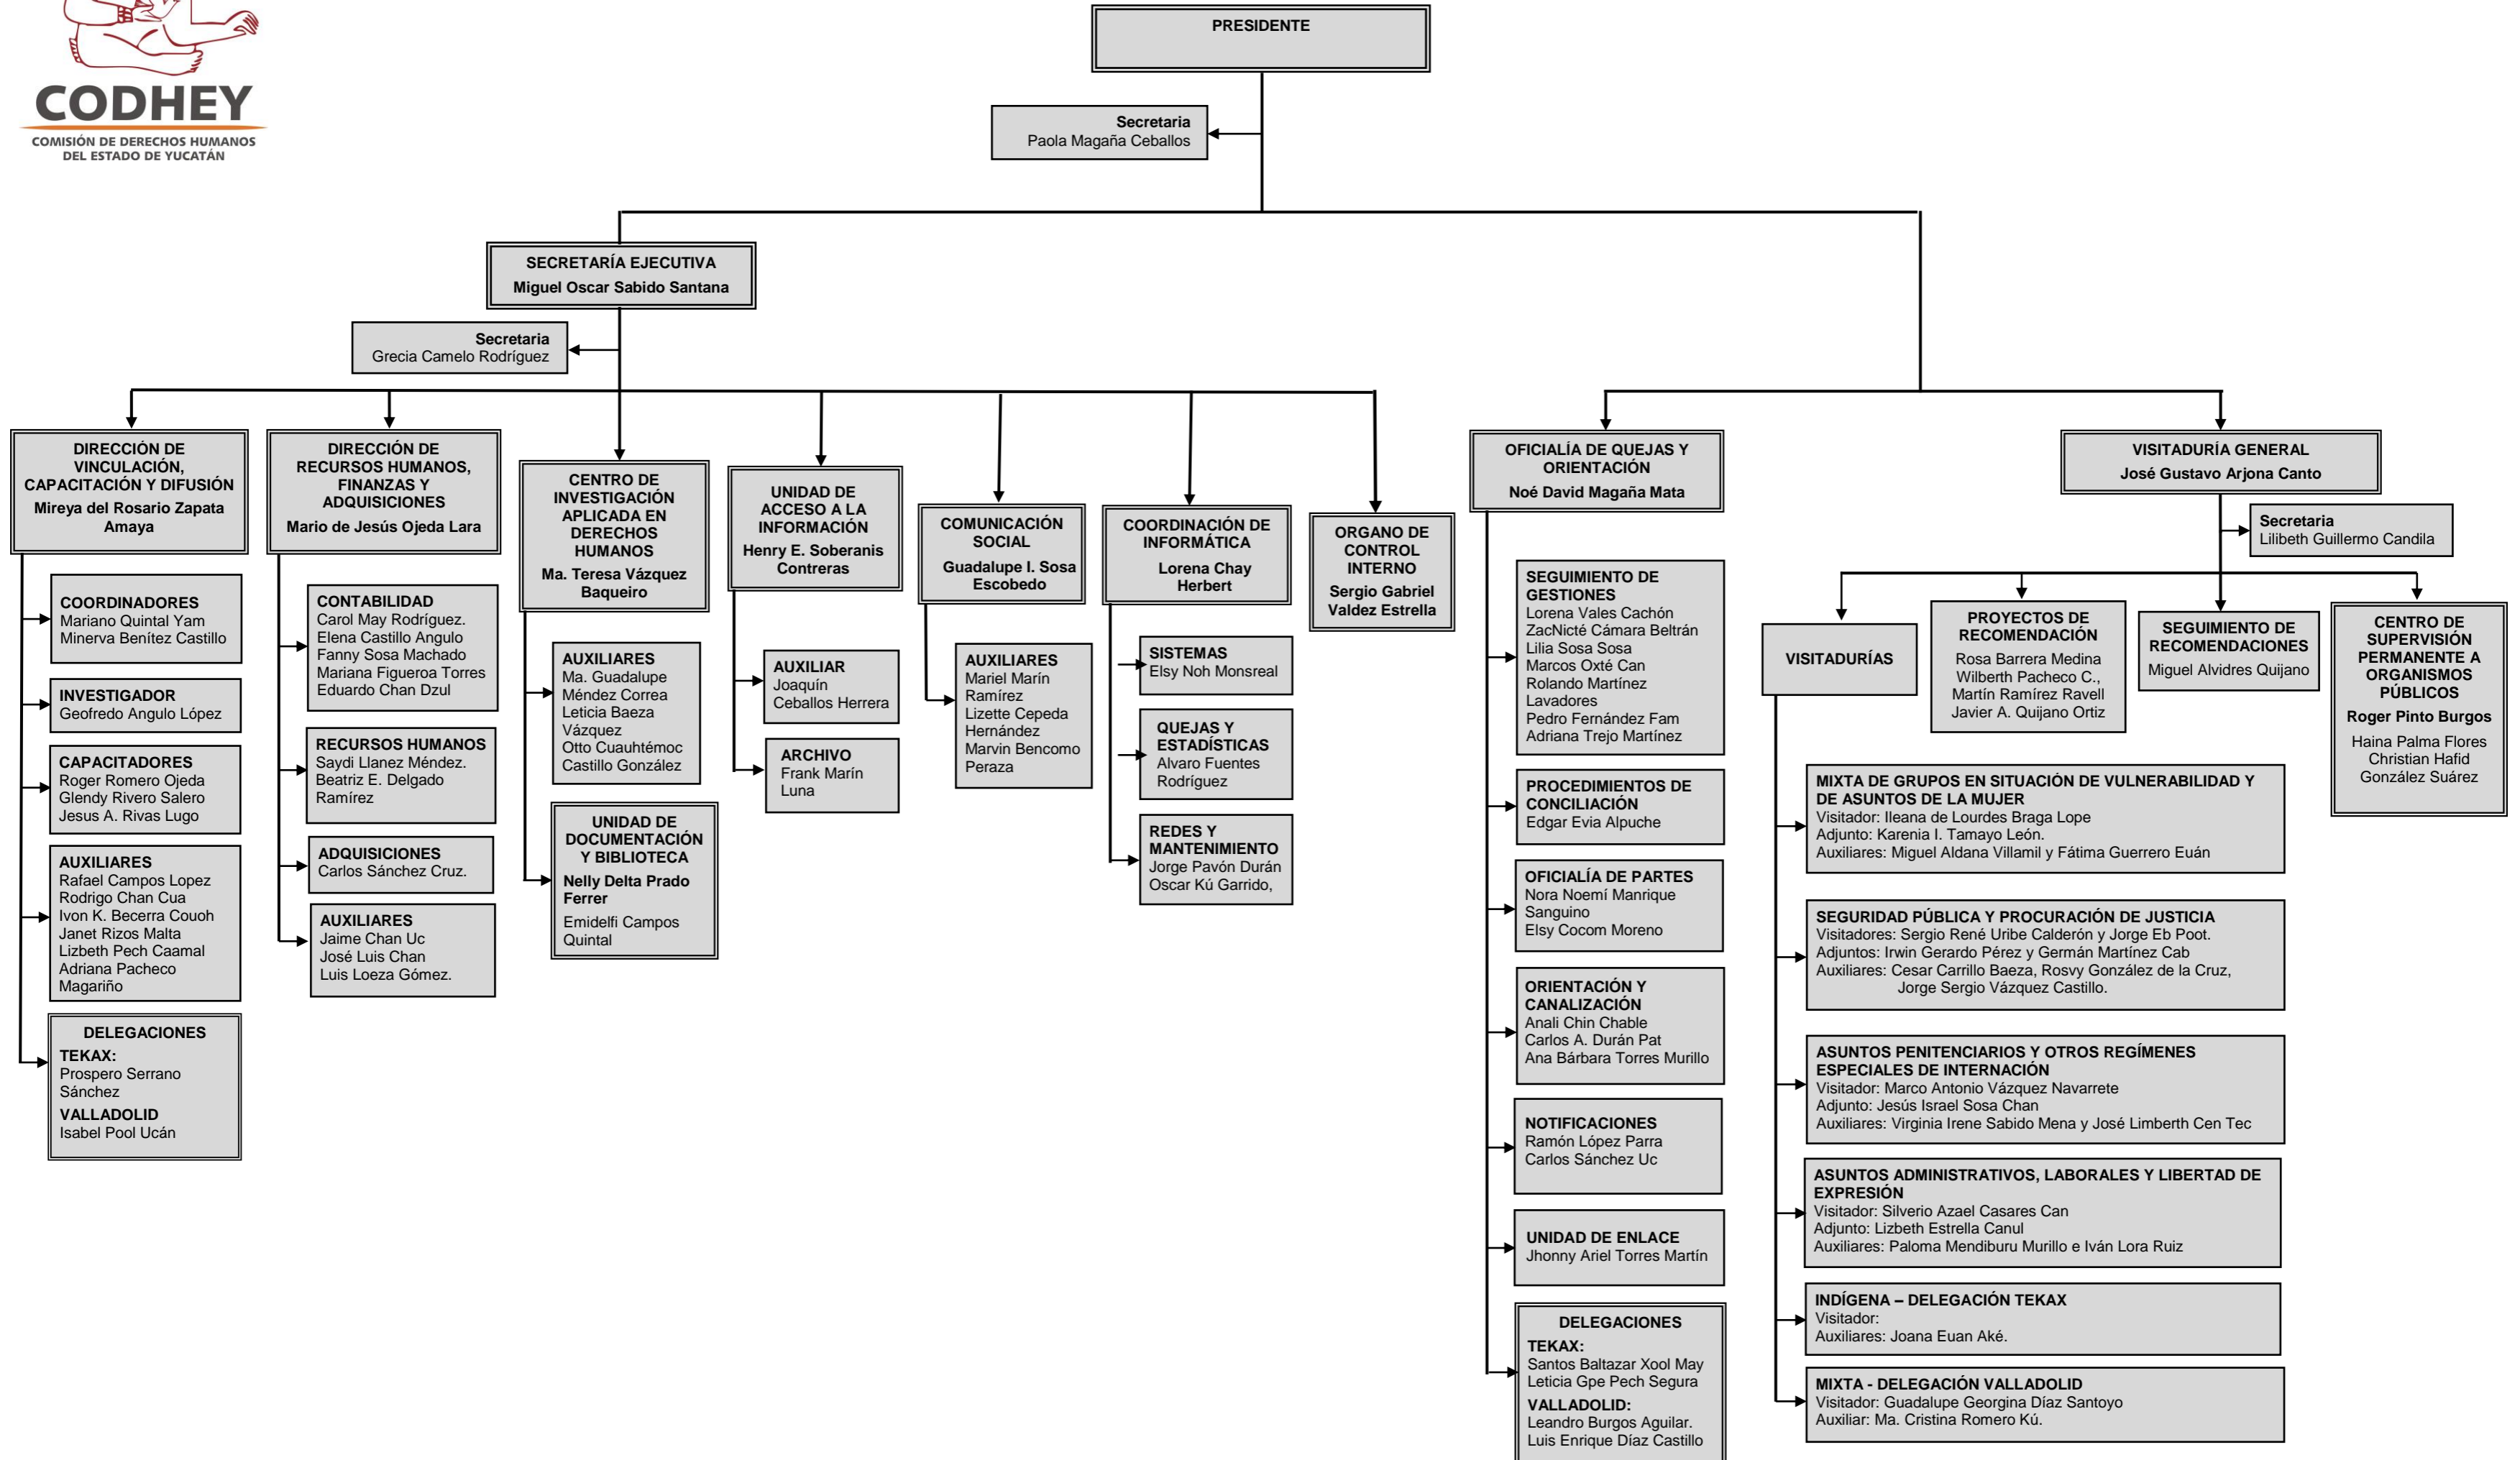 CODHEY
COMISIÓN DE DERECHOS HUMANOS
DEL ESTADO DE YUCATÁN
PRESIDENTE
Secretaria
Paola Magaña Ceballos
SECRETARÍA EJECUTIVA
Miguel Oscar Sabido Santana
Secretaria
Grecia Camelo Rodríguez
DIRECCIÓN DE
VINCULACIÓN,
CAPACITACIÓN Y DIFUSIÓN
Mireya del Rosario Zapata
Amaya
COORDINADORES
Mariano Quintal Yam
Minerva Benítez Castillo
INVESTIGADOR
Geofredo Angulo López
CAPACITADORES
Roger Romero Ojeda
Glendy Rivero Salero
Jesus A. Rivas Lugo
AUXILIARES
Rafael Campos Lopez
Rodrigo Chan Cua
Ivon K. Becerra Couoh
Janet Rizos Malta
Lizbeth Pech Caamal
Adriana Pacheco
Magariño
DELEGACIONES
TEKAX:
Prospero Serrano
Sánchez
VALLADOLID
Isabel Pool Ucán
DIRECCIÓN DE
RECURSOS HUMANOS,
FINANZAS Y
ADQUISICIONES
Mario de Jesús Ojeda Lara
CONTABILIDAD
Carol May Rodríguez.
Elena Castillo Angulo
Fanny Sosa Machado
Mariana Figueroa Torres
Eduardo Chan Dzul
RECURSOS HUMANOS
Saydi Llanez Méndez.
Beatriz E. Delgado
Ramírez
ADQUISICIONES
Carlos Sánchez Cruz.
AUXILIARES
Jaime Chan Uc
José Luis Chan
Luis Loeza Gómez.
CENTRO DE
INVESTIGACIÓN
APLICADA EN
DERECHOS
HUMANOS
Ma. Teresa Vázquez
Baqueiro
AUXILIARES
Ma. Guadalupe
Méndez Correa
Leticia Baeza
Vázquez
Otto Cuauhtémoc
Castillo González
UNIDAD DE
DOCUMENTACIÓN
Y BIBLIOTECA
Nelly Delta Prado
Ferrer
Emidelfi Campos
Quintal
UNIDAD DE
ACCESO A LA
INFORMACIÓN
Henry E. Soberanis
Contreras
AUXILIAR
Joaquín
Ceballos Herrera
ARCHIVO
Frank Marín
Luna
COMUNICACIÓN
SOCIAL
Guadalupe I. Sosa
Escobedo
AUXILIARES
Mariel Marín
Ramírez
Lizette Cepeda
Hernández
Marvin Bencomo
Peraza
COORDINACIÓN DE
INFORMÁTICA
Lorena Chay
Herbert
SISTEMAS
Elsy Noh Monsreal
QUEJAS Y
ESTADÍSTICAS
Alvaro Fuentes
Rodríguez
REDES Y
MANTENIMIENTO
Jorge Pavón Durán
Oscar Kú Garrido,
ORGANO DE
CONTROL
INTERNO
Sergio Gabriel
Valdez Estrella
OFICIALÍA DE QUEJAS Y
ORIENTACIÓN
Noé David Magaña Mata
SEGUIMIENTO DE
GESTIONES
Lorena Vales Cachón
ZacNicté Cámara Beltrán
Lilia Sosa Sosa
Marcos Oxté Can
Rolando Martínez
Lavadores
Pedro Fernández Fam
Adriana Trejo Martínez
PROCEDIMIENTOS DE
CONCILIACIÓN
Edgar Evia Alpuche
OFICIALÍA DE PARTES
Nora Noemí Manrique
Sanguino
Elsy Cocom Moreno
ORIENTACIÓN Y
CANALIZACIÓN
Anali Chin Chable
Carlos A. Durán Pat
Ana Bárbara Torres Murillo
NOTIFICACIONES
Ramón López Parra
Carlos Sánchez Uc
UNIDAD DE ENLACE
Jhonny Ariel Torres Martín
DELEGACIONES
TEKAX:
Santos Baltazar Xool May
Leticia Gpe Pech Segura
VALLADOLID:
Leandro Burgos Aguilar.
Luis Enrique Díaz Castillo
VISITADURÍA GENERAL
José Gustavo Arjona Canto
Secretaria
Lilibeth Guillermo Candila
VISITADURÍAS
PROYECTOS DE
RECOMENDACIÓN
Rosa Barrera Medina
Wilberth Pacheco C.,
Martín Ramírez Ravell
Javier A. Quijano Ortiz
SEGUIMIENTO DE
RECOMENDACIONES
Miguel Alvidres Quijano
CENTRO DE
SUPERVISIÓN
PERMANENTE A
ORGANISMOS
PÚBLICOS
Roger Pinto Burgos
Haina Palma Flores
Christian Hafid
González Suárez
MIXTA DE GRUPOS EN SITUACIÓN DE VULNERABILIDAD Y
DE ASUNTOS DE LA MUJER
Visitador: Ileana de Lourdes Braga Lope
Adjunto: Karenia I. Tamayo León.
Auxiliares: Miguel Aldana Villamil y Fátima Guerrero Euán
SEGURIDAD PÚBLICA Y PROCURACIÓN DE JUSTICIA
Visitadores: Sergio René Uribe Calderón y Jorge Eb Poot.
Adjuntos: Irwin Gerardo Pérez y Germán Martínez Cab
Auxiliares: Cesar Carrillo Baeza, Rosvy González de la Cruz,
Jorge Sergio Vázquez Castillo.
ASUNTOS PENITENCIARIOS Y OTROS REGÍMENES
ESPECIALES DE INTERNACIÓN
Visitador: Marco Antonio Vázquez Navarrete
Adjunto: Jesús Israel Sosa Chan
Auxiliares: Virginia Irene Sabido Mena y José Limberth Cen Tec
ASUNTOS ADMINISTRATIVOS, LABORALES Y LIBERTAD DE
EXPRESIÓN
Visitador: Silverio Azael Casares Can
Adjunto: Lizbeth Estrella Canul
Auxiliares: Paloma Mendiburu Murillo e Iván Lora Ruiz
INDÍGENA – DELEGACIÓN TEKAX
Visitador:
Auxiliares: Joana Euan Aké.
MIXTA - DELEGACIÓN VALLADOLID
Visitador: Guadalupe Georgina Díaz Santoyo
Auxiliar: Ma. Cristina Romero Kú.